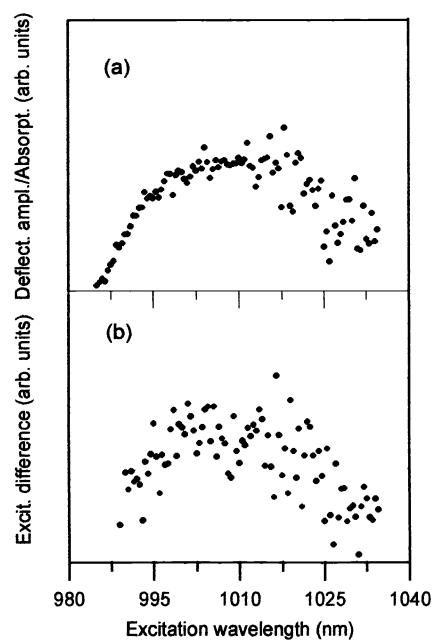 (a)
Deflect. ampl./Absorpt. (arb. units)
(b)
Excit. difference (arb. units)
980 995 1010 1025 1040
Excitation wavelength (nm)